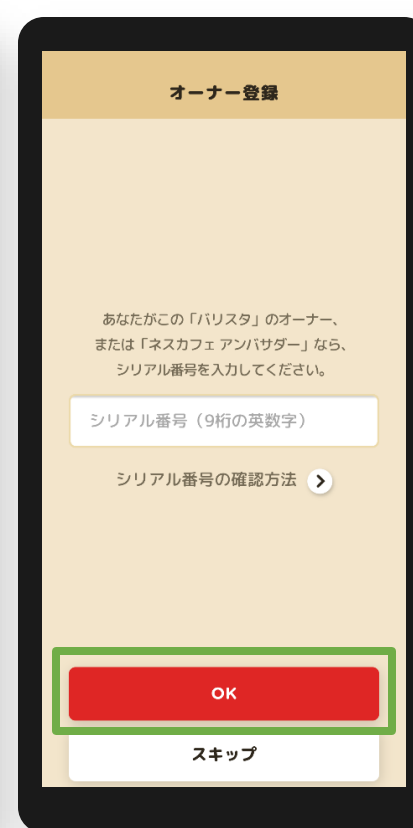 オーナー登録
あなたがこの「バリスタ」のオーナー、
または「ネスカフェ アンバサダー」なら、
シリアル番号を入力してください。
シリアル番号（9桁の英数字）
シリアル番号の確認方法
OK
スキップ